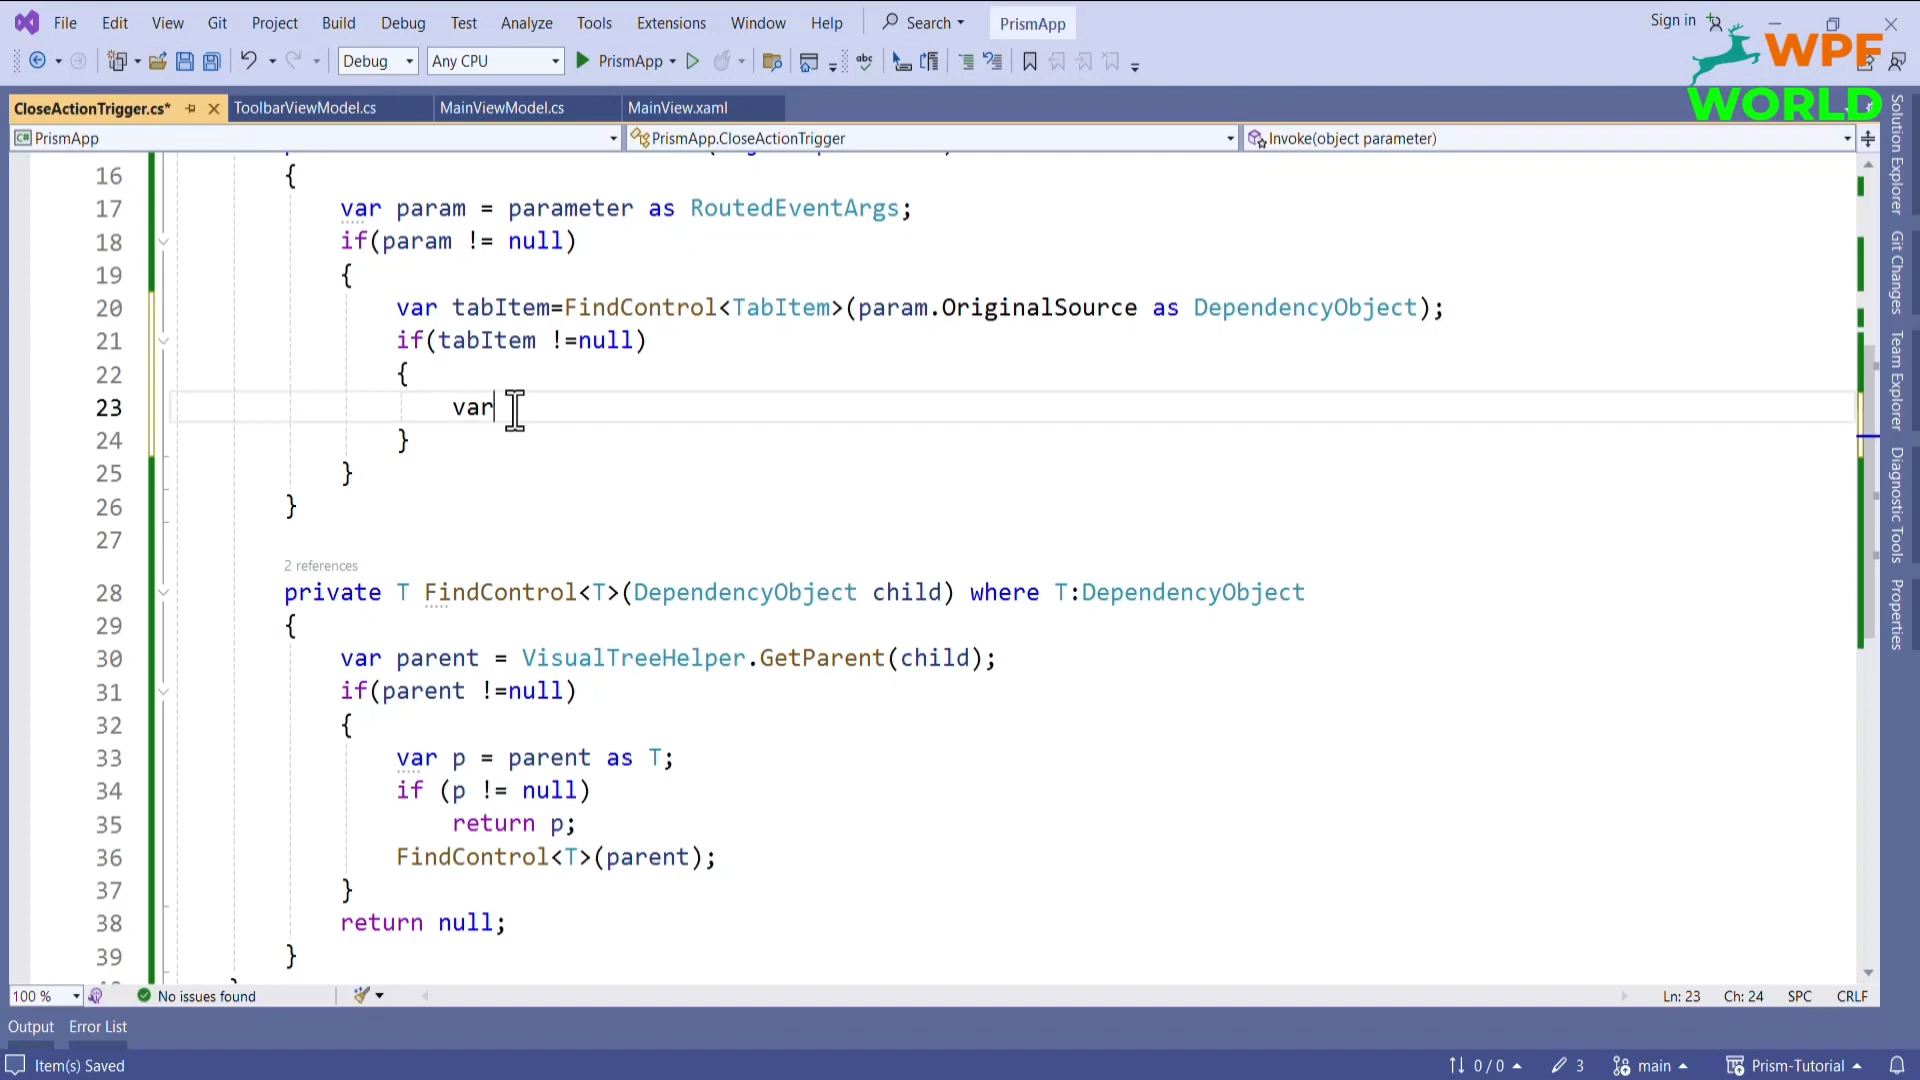 File Edit View Git Project Build Debug Test Analyze Tools Extensions Window Help Search PrismApp Sign in
Debug Any CPU PrismApp
WPF
WORLD
CloseActionTrigger.cs* ToolbarViewModel.cs MainViewModel.cs MainView.xaml
PrismApp PrismApp.CloseActionTrigger Invoke(object parameter)
16 {
17 var param = parameter as RoutedEventArgs;
18 if(param != null)
19 {
20 var tabItem=FindControl<TabItem>(param.OriginalSource as DependencyObject);
21 if(tabItem !=null)
22 {
23 var
24 }
25 }
26 }
27
2 references
28 private T FindControl<T>(DependencyObject child) where T:DependencyObject
29 {
30 var parent = VisualTreeHelper.GetParent(child);
31 if(parent !=null)
32 {
33 var p = parent as T;
34 if (p != null)
35 return p;
36 FindControl<T>(parent);
37 }
38 return null;
39 }
100 % No issues found Ln: 23 Ch: 24 SPC CRLF
Output Error List
Item(s) Saved 0 / 0 3 main Prism-Tutorial
Solution Explorer
Git Changes
Team Explorer
Diagnostic Tools
Properties